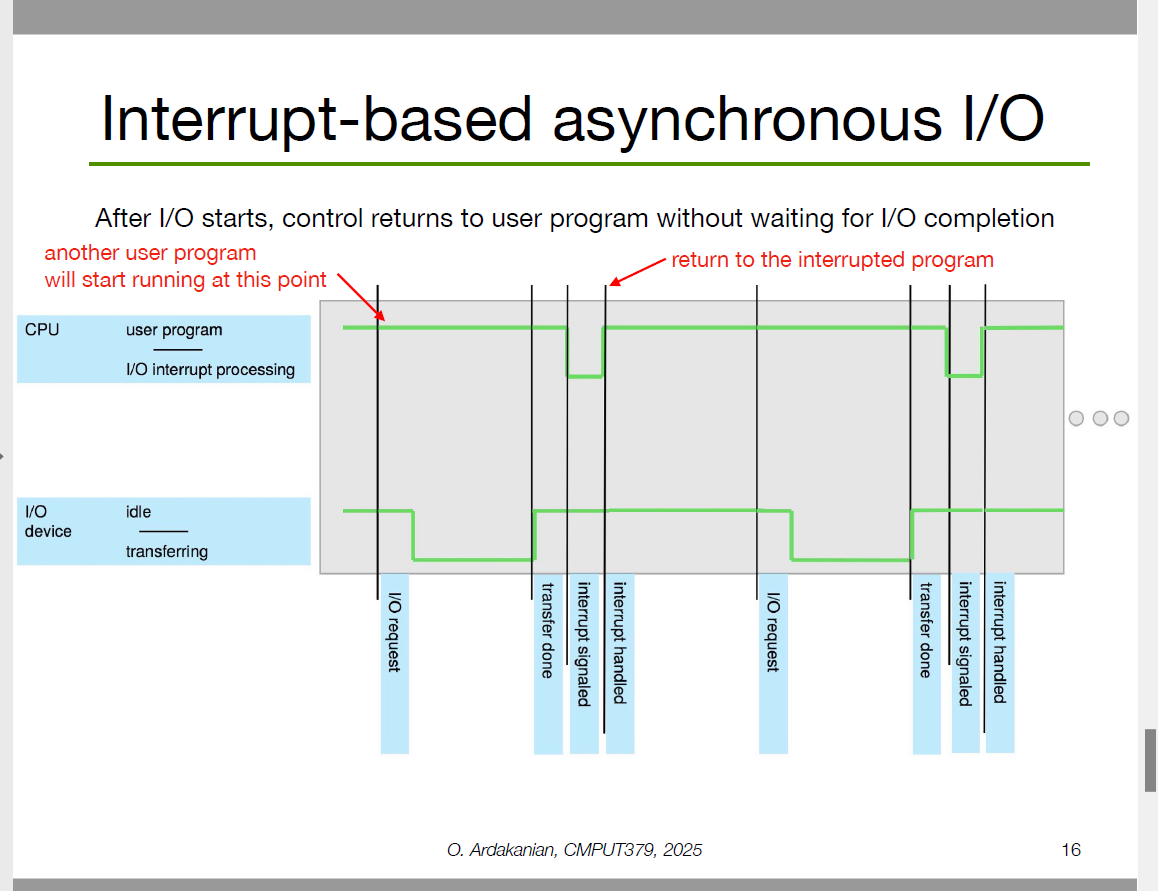 Interrupt-based asynchronous I/O
After I/O starts, control returns to user program without waiting for I/O completion
another user program
will start running at this point
return to the interrupted program
CPU
user program
I/O interrupt processing
I/O
device
idle
transferring
I/O request
transfer done
interrupt signaled
interrupt handled
I/O request
transfer done
interrupt signaled
interrupt handled
O. Ardakanian, CMPUT379, 2025
16